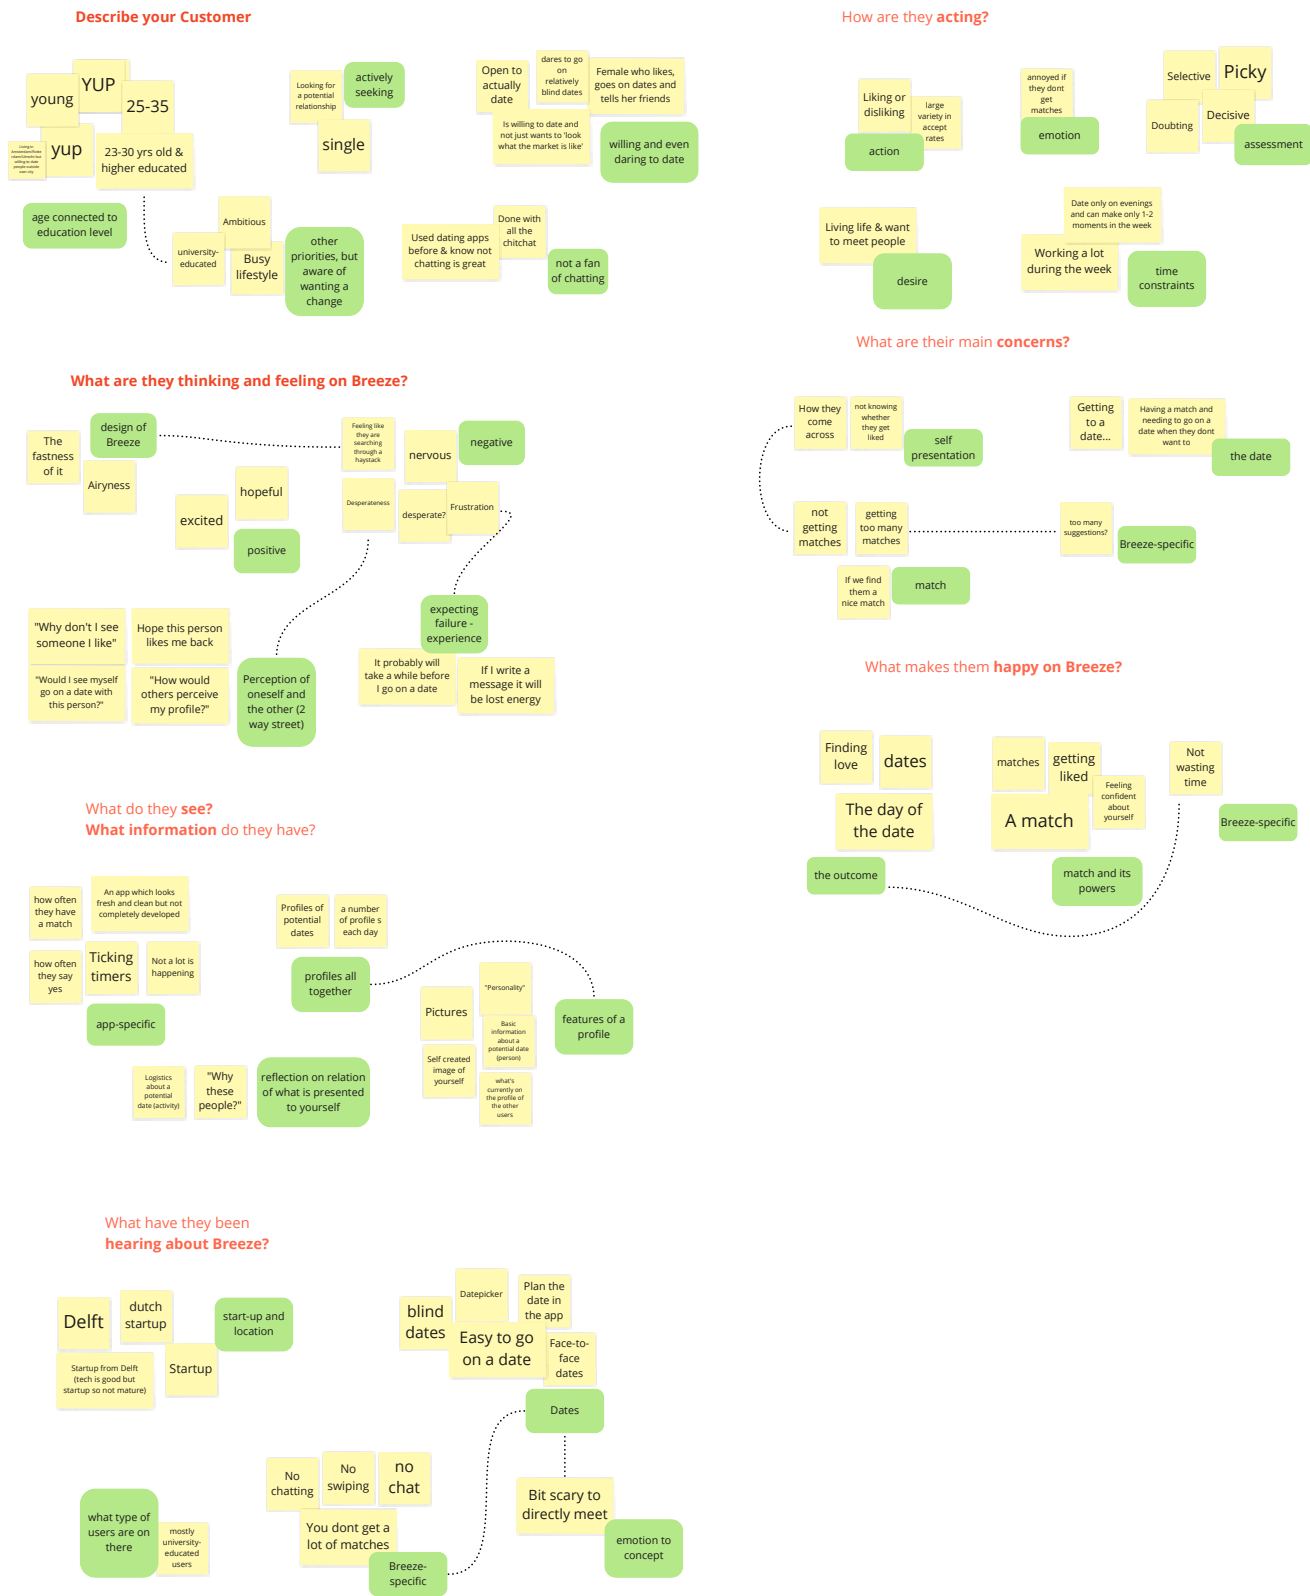 Describe your Customer
YUP
young
25-35
yup
Living in
Amsterdam/Rotte
willing to date
people outside
own city
23-30 yrs old &
higher educated
age connected to
education level
Ambitious
university-
educated
Busy
lifestyle
other
priorities, but
aware of
wanting a
change
Looking for
a potential
relationship
actively
seeking
single
Open to
actually
date
dares to go
on
relatively
blind dates
Female who likes,
goes on dates and
tells her friends
Is willing to date and
not just wants to 'look
what the market is like'
willing and even
daring to date
Used dating apps
before & know not
chatting is great
Done with
all the
chitchat
not a fan
of chatting
How are they acting?
Liking or
disliking
large
variety in
accept
rates
action
annoyed if
they dont
get
matches
emotion
Selective
Picky
Doubting
Decisive
assessment
Living life & want
to meet people
desire
Date only on evenings
and can make only 1-2
moments in the week
Working a lot
during the week
time
constraints
What are they thinking and feeling on Breeze?
The
fastness
of it
design of
Breeze
Airyness
hopeful
excited
positive
Feeling like
they are
searching
through a
haystack
nervous
negative
Desperateness
desperate?
Frustration
"Why don't I see
someone I like"
Hope this person
likes me back
"Would I see myself
go on a date with
this person?"
"How would
others perceive
my profile?"
Perception of
oneself and
the other (2
way street)
expecting
failure -
experience
It probably will
take a while before
I go on a date
If I write a
message it will
be lost energy
What are their main concerns?
How they
come
across
not knowing
whether
they get
liked
self
presentation
Getting
to a
date...
Having a match and
needing to go on a
date when they dont
want to
the date
not
getting
matches
getting
too many
matches
too many
suggestions?
Breeze-specific
If we find
them a
nice match
match
What makes them happy on Breeze?
Finding
love
dates
The day of
the date
the outcome
matches
getting
liked
A match
Feeling
confident
about
yourself
match and its
powers
Not
wasting
time
Breeze-specific
What do they see?
What information do they have?
how often
they have
a match
An app which looks
fresh and clean but not
completely developed
how often
they say
yes
Ticking
timers
Not a lot is
happening
app-specific
Profiles of
potential
dates
a number
of profile s
each day
profiles all
together
Pictures
"Personality"
Basic
information
about a
potential date
(person)
Self created
image of
yourself
what's
currently on
the profile of
the other
users
features of a
profile
Logistics
about a
potential
date (activity)
"Why
these
people?"
reflection on relation
of what is presented
to yourself
What have they been
hearing about Breeze?
Delft
dutch
startup
start-up and
location
Startup from Delft
(tech is good but
startup so not mature)
Startup
blind
dates
Datepicker
Plan the
date in
the app
Easy to go
on a date
Face-to-
face
dates
Dates
what type of
users are on
there
mostly
university-
educated
users
No
chatting
No
swiping
no
chat
You dont get a
lot of matches
Breeze-
specific
Bit scary to
directly meet
emotion to
concept